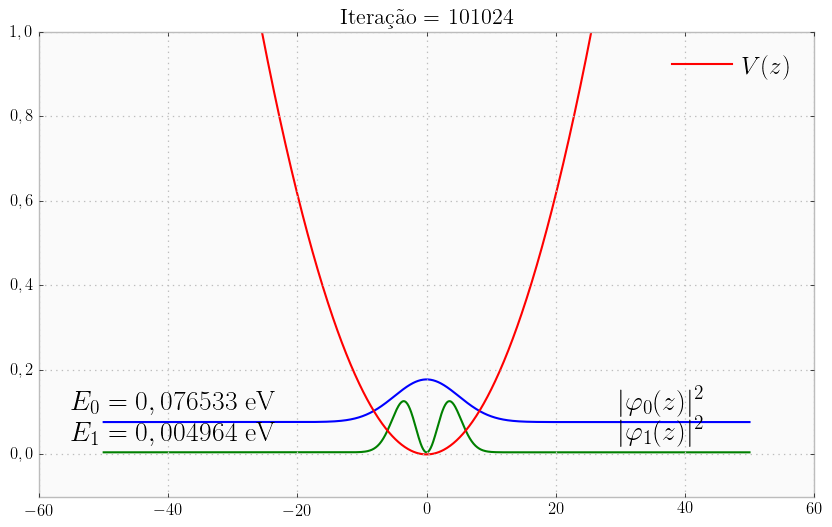 Iteração = 101024
1,0
0,8
0,6
0,4
0,2
0,0
V(z)
E₀ = 0,076533 eV
|φ₀(z)|²
E₁ = 0,004964 eV
|φ₁(z)|²
−60 −40 −20 0 20 40 60